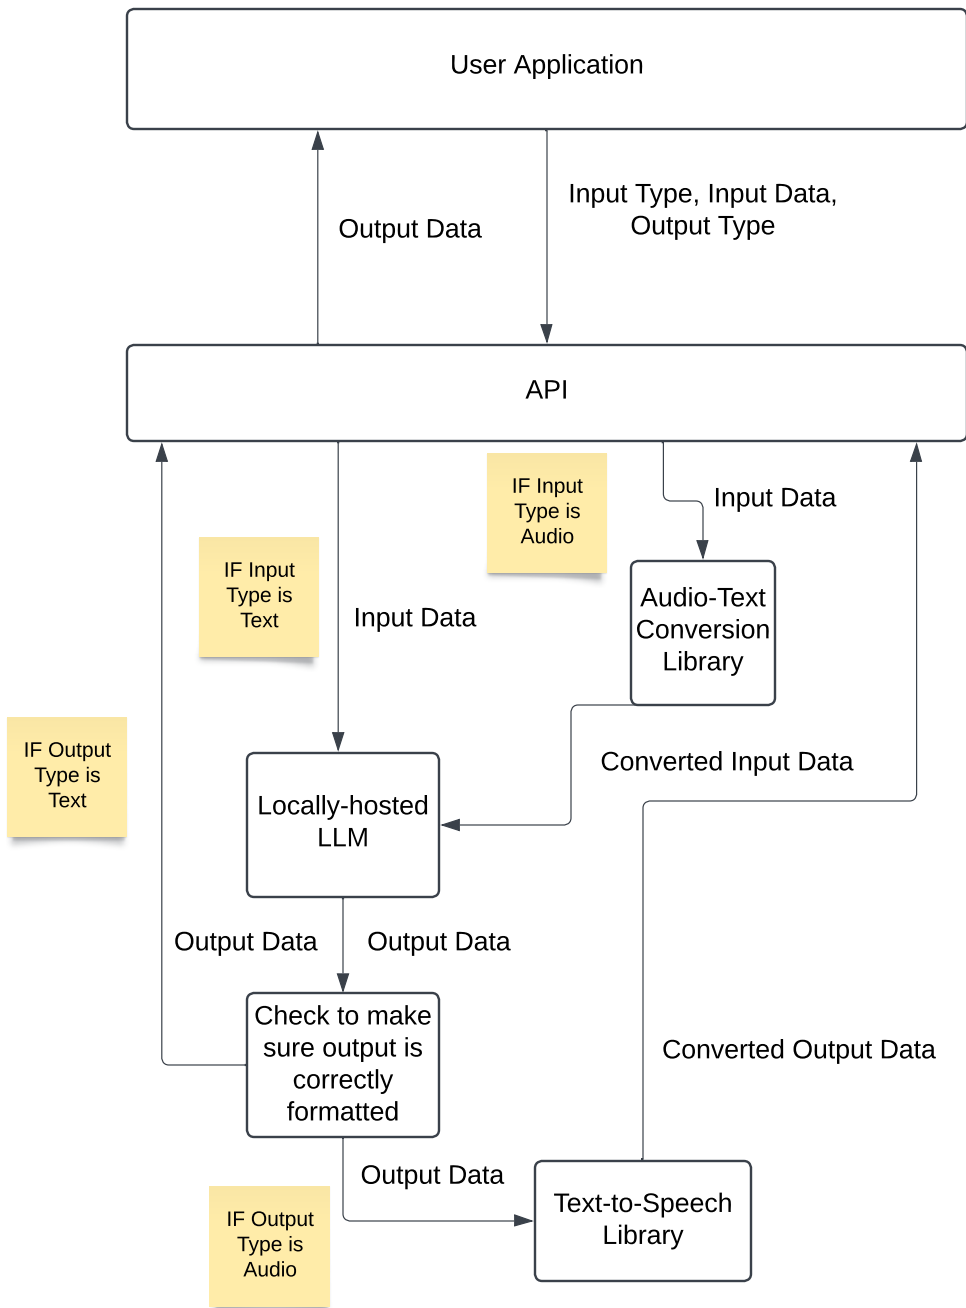 User Application
Output Data
Input Type, Input Data,
Output Type
API
IF Input
Type is
Audio
Input Data
IF Input
Type is
Text
Input Data
Audio-Text
Conversion
Library
IF Output
Type is
Text
Converted Input Data
Locally-hosted
LLM
Output Data
Output Data
Check to make
sure output is
correctly
formatted
Converted Output Data
Output Data
IF Output
Type is
Audio
Text-to-Speech
Library